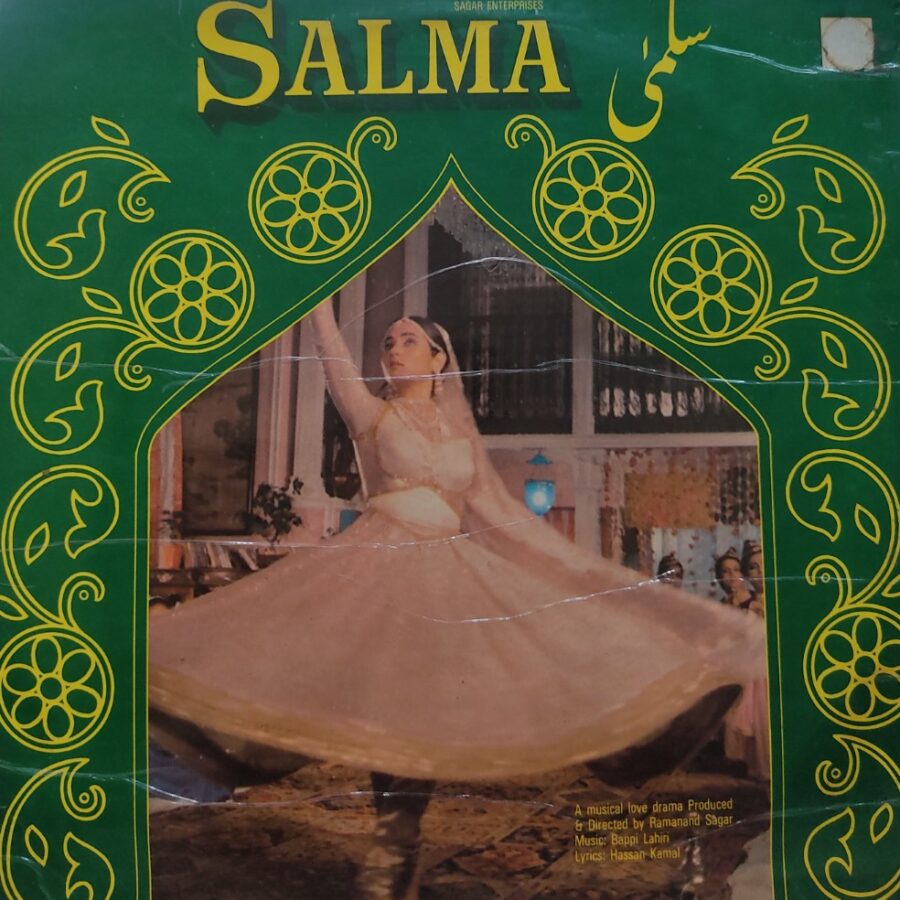 SAGAR ENTERPRISES
SALMA
سلمیٰ
A musical love drama Produced
& Directed by Ramanand Sagar
Music: Bappi Lahiri
Lyrics: Hassan Kamal